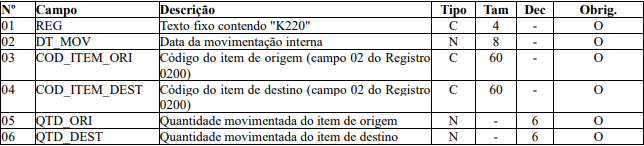 Nº Campo Descrição Tipo Tam Dec Obrig.
01 REG Texto fixo contendo "K220" C 4 - O
02 DT_MOV Data da movimentação interna N 8 - O
03 COD_ITEM_ORI Código do item de origem (campo 02 do Registro C 60 - O
0200)
04 COD_ITEM_DEST Código do item de destino (campo 02 do Registro C 60 - O
0200)
05 QTD_ORI Quantidade movimentada do item de origem N - 6 O
06 QTD_DEST Quantidade movimentada do item de destino N - 6 O